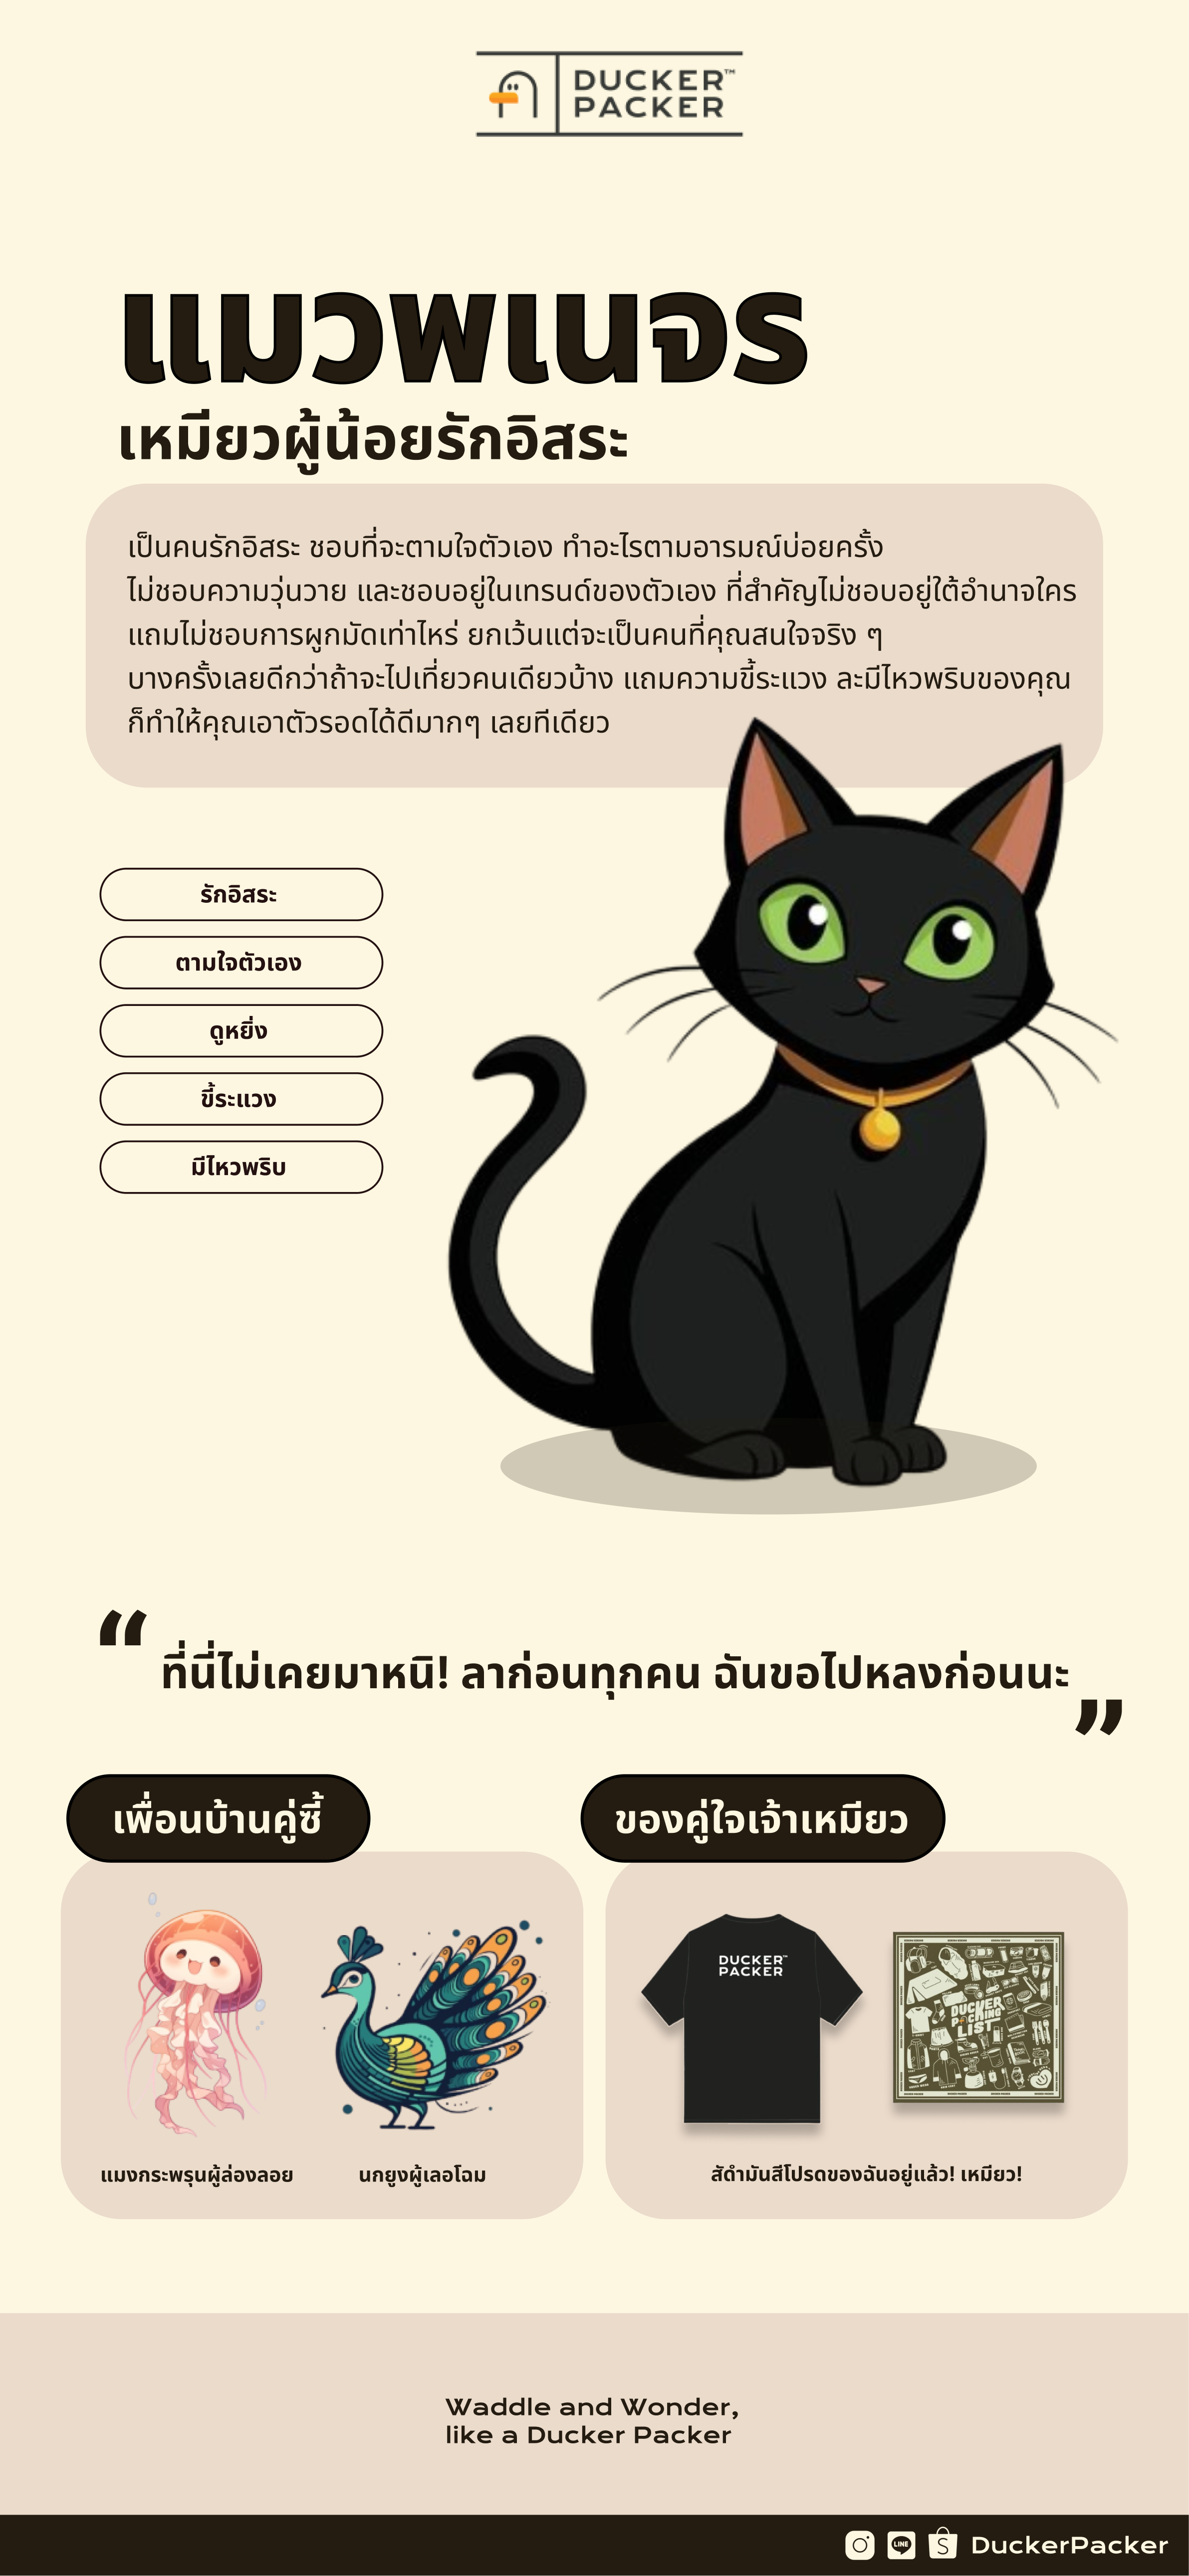 DUCKER™
PACKER
แมวพเนจร
เหมียวผู้น้อยรักอิสระ
เป็นคนรักอิสระ ชอบที่จะตามใจตัวเอง ทำอะไรตามอารมณ์บ่อยครั้ง
ไม่ชอบความวุ่นวาย และชอบอยู่ในเทรนด์ของตัวเอง ที่สำคัญไม่ชอบอยู่ใต้อำนาจใคร
แถมไม่ชอบการผูกมัดเท่าไหร่ ยกเว้นแต่จะเป็นคนที่คุณสนใจจริง ๆ
บางครั้งเลยดีกว่าถ้าจะไปเที่ยวคนเดียวบ้าง แถมความขี้ระแวง ละมีไหวพริบของคุณ
ก็ทำให้คุณเอาตัวรอดได้ดีมากๆ เลยทีเดียว
รักอิสระ
ตามใจตัวเอง
ดูหยิ่ง
ขี้ระแวง
มีไหวพริบ
“ ที่นี่ไม่เคยมาหนิ! ลาก่อนทุกคน ฉันขอไปหลงก่อนนะ ”
เพื่อนบ้านคู่ซี้
แมงกระพรุนผู้ล่องลอย
นกยูงผู้เลอโฉม
ของคู่ใจเจ้าเหมียว
DUCKER™
PACKER
DUCKER
PACKING
LIST
สีดำมันสีโปรดของฉันอยู่แล้ว! เหมียว!
Waddle and Wonder,
like a Ducker Packer
LINE
S
DuckerPacker